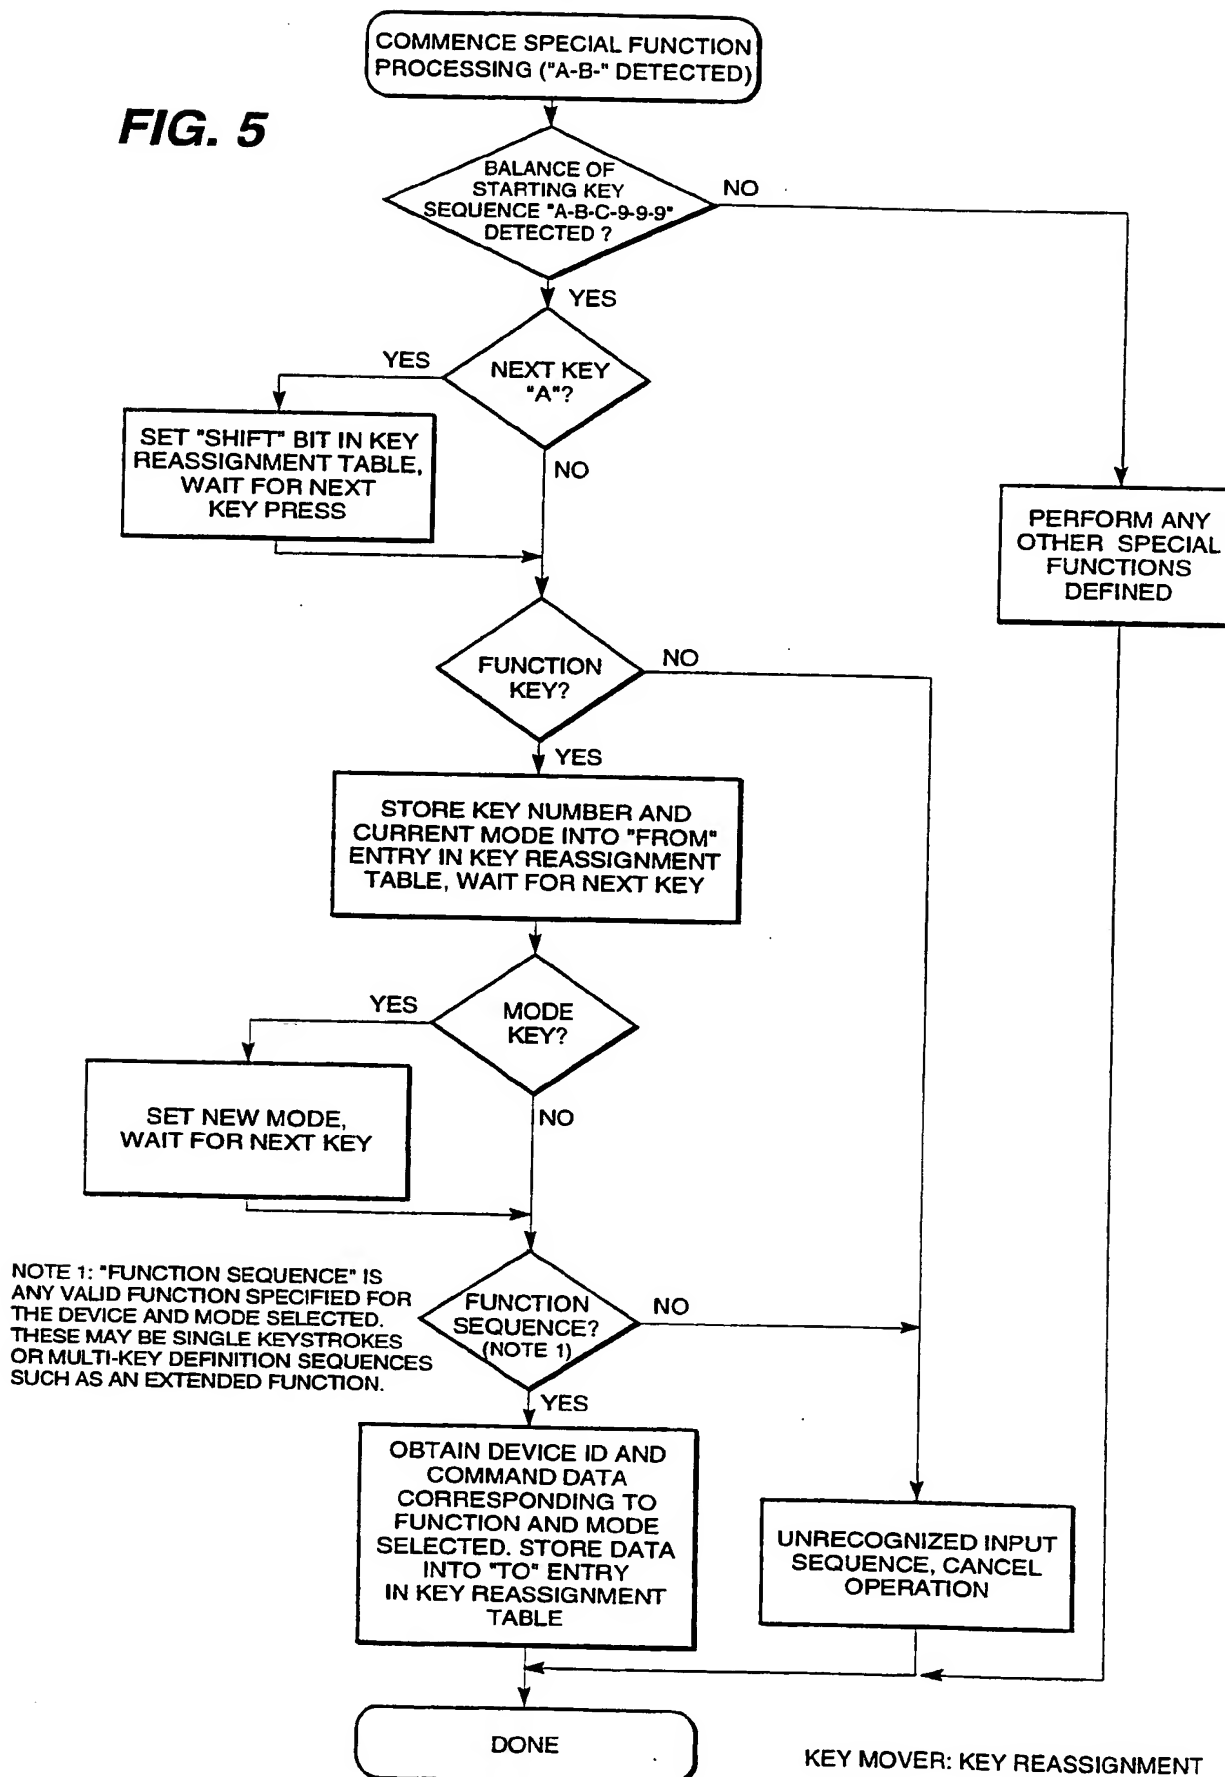 COMMENCE SPECIAL FUNCTION
PROCESSING ("A-B-" DETECTED)
FIG. 5
BALANCE OF
STARTING KEY
SEQUENCE "A-B-C-9-9-9"
DETECTED ?
NO
YES
NEXT KEY
"A"?
YES
NO
SET "SHIFT" BIT IN KEY
REASSIGNMENT TABLE,
WAIT FOR NEXT
KEY PRESS
PERFORM ANY
OTHER SPECIAL
FUNCTIONS
DEFINED
FUNCTION
KEY?
NO
YES
STORE KEY NUMBER AND
CURRENT MODE INTO "FROM"
ENTRY IN KEY REASSIGNMENT
TABLE, WAIT FOR NEXT KEY
MODE
KEY?
YES
NO
SET NEW MODE,
WAIT FOR NEXT KEY
NOTE 1: "FUNCTION SEQUENCE" IS
ANY VALID FUNCTION SPECIFIED FOR
THE DEVICE AND MODE SELECTED.
THESE MAY BE SINGLE KEYSTROKES
OR MULTI-KEY DEFINITION SEQUENCES
SUCH AS AN EXTENDED FUNCTION.
FUNCTION
SEQUENCE?
(NOTE 1)
NO
YES
OBTAIN DEVICE ID AND
COMMAND DATA
CORRESPONDING TO
FUNCTION AND MODE
SELECTED. STORE DATA
INTO "TO" ENTRY
IN KEY REASSIGNMENT
TABLE
UNRECOGNIZED INPUT
SEQUENCE, CANCEL
OPERATION
DONE
KEY MOVER: KEY REASSIGNMENT